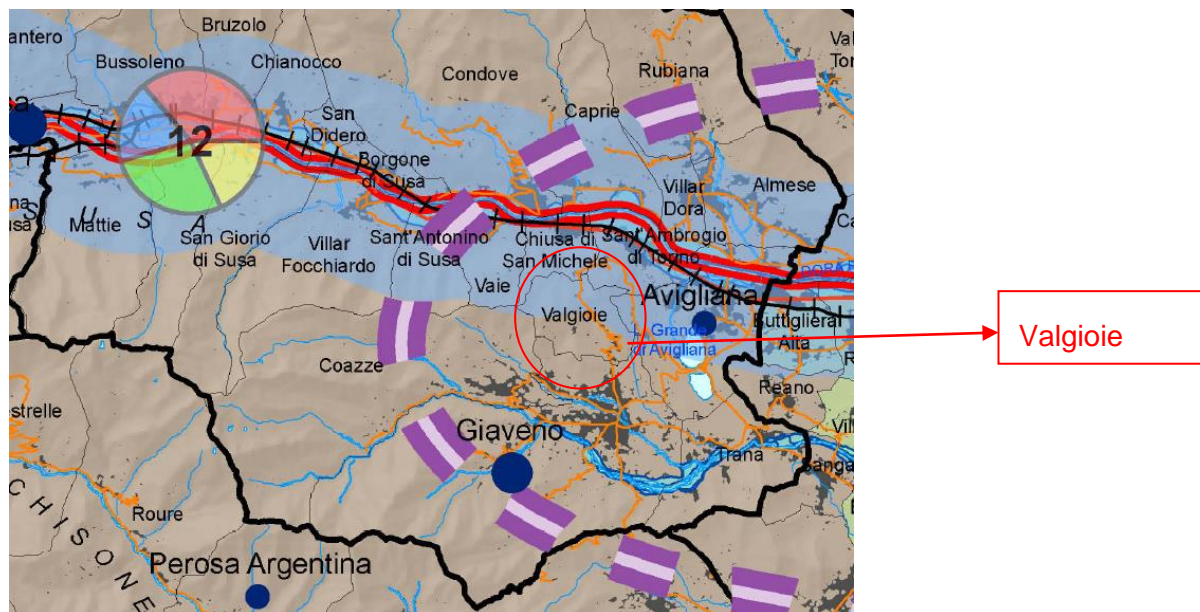 Bruzolo
Bussoleno
Chianocco
Condove
Rubiana
Caprie
12
San
Didero
Borgone
di Susa
Villar
Dora
Almese
S U S A
Mattie
San Giorio
di Susa
Villar
Focchiardo
Sant'Antonino
di Susa
Chiusa di
San Michele
Sant'Ambrogio
di Torino
Vaie
Valgioie
Avigliana
L. Grande
di Avigliana
Buttigliera
Alta
Valgioie
Coazze
Reano
Giaveno
Trana
Roure
CHISONE
Perosa Argentina